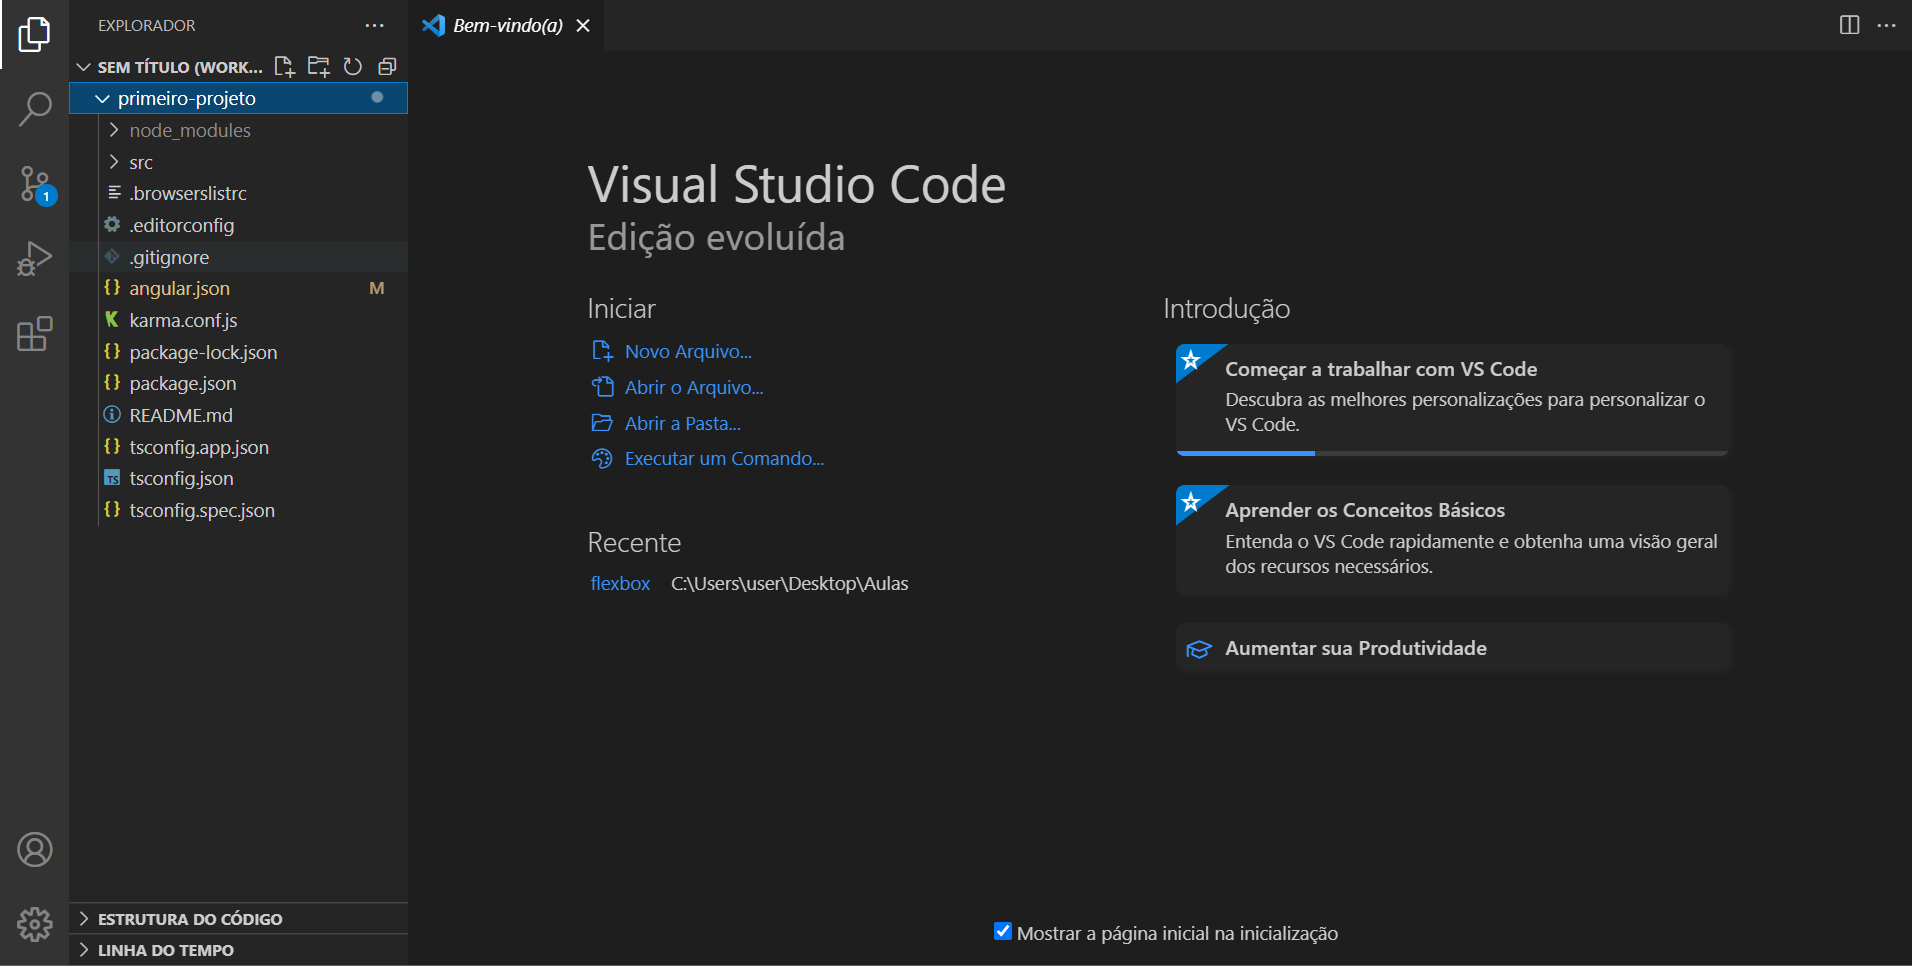 EXPLORADOR
SEM TÍTULO (WORK...
primeiro-projeto
node_modules
src
.browserslistrc
.editorconfig
.gitignore
angular.json M
karma.conf.js
package-lock.json
package.json
README.md
tsconfig.app.json
TS tsconfig.json
tsconfig.spec.json
1
ESTRUTURA DO CÓDIGO
LINHA DO TEMPO
Bem-vindo(a)
Visual Studio Code
Edição evoluída
Iniciar
Novo Arquivo...
Abrir o Arquivo...
Abrir a Pasta...
Executar um Comando...
Recente
flexbox C:\Users\user\Desktop\Aulas
Introdução
Começar a trabalhar com VS Code
Descubra as melhores personalizações para personalizar o
VS Code.
Aprender os Conceitos Básicos
Entenda o VS Code rapidamente e obtenha uma visão geral
dos recursos necessários.
Aumentar sua Produtividade
Mostrar a página inicial na inicialização